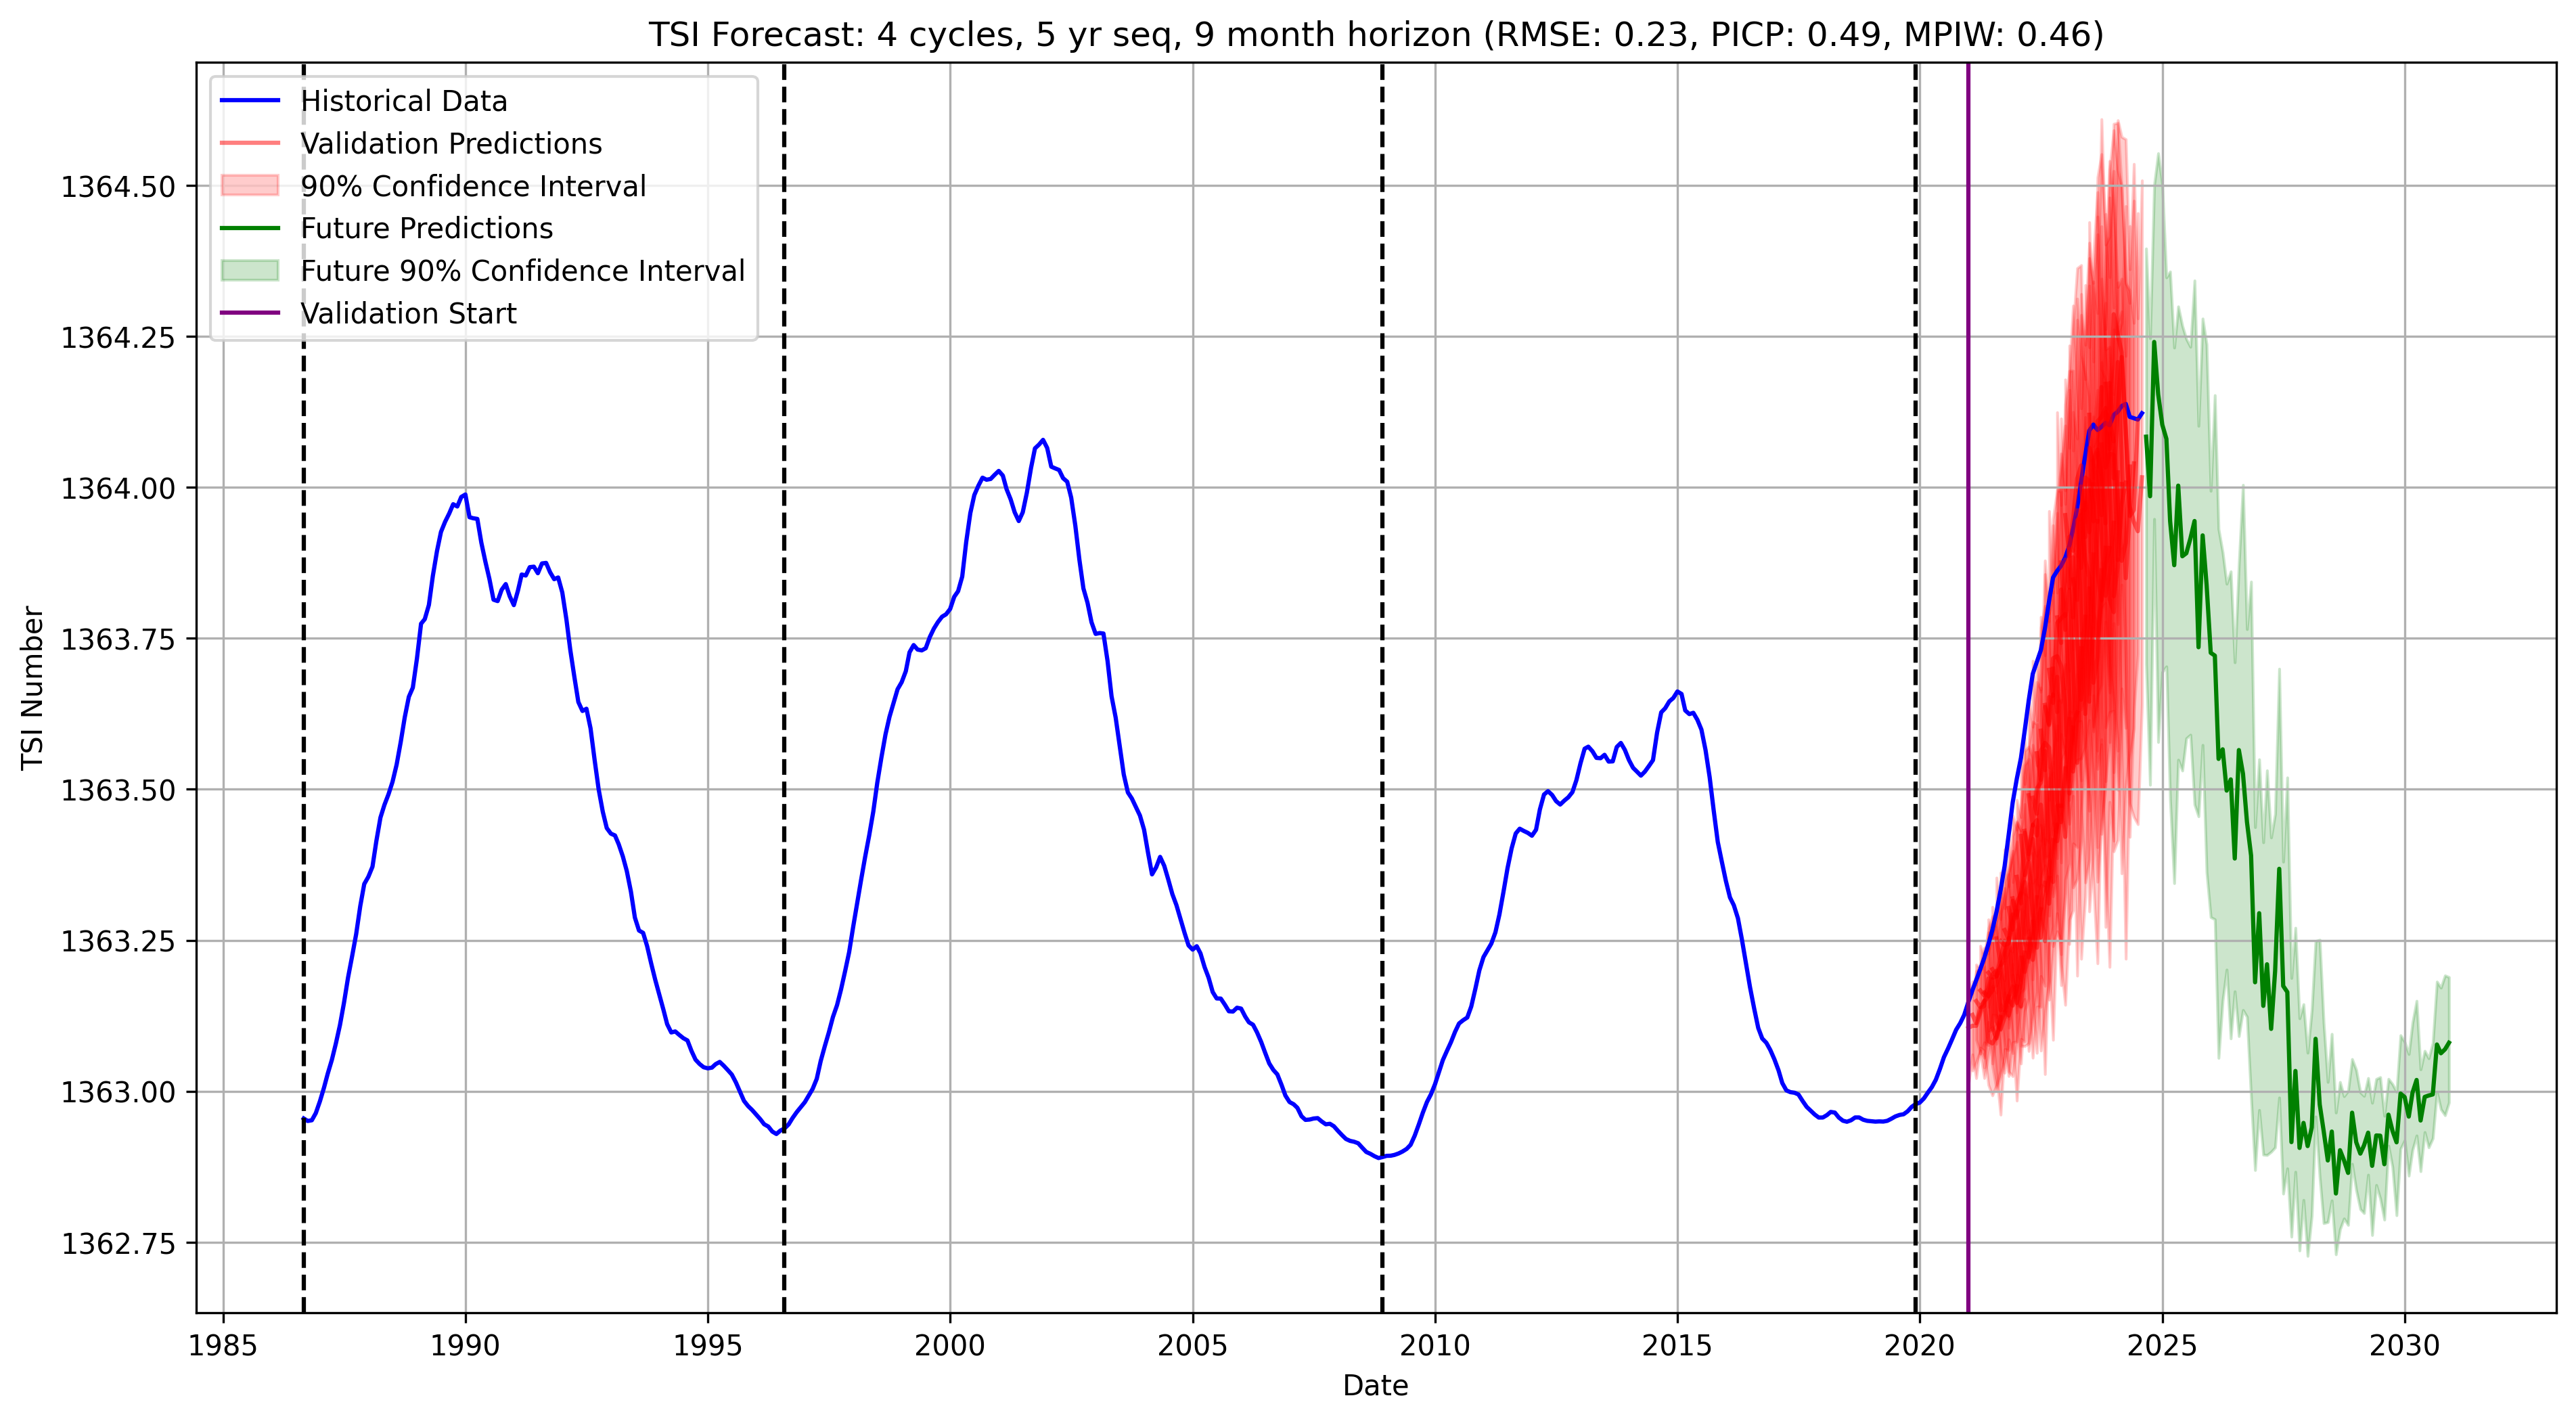 TSI Forecast: 4 cycles, 5 yr seq, 9 month horizon (RMSE: 0.23, PICP: 0.49, MPIW: 0.46)
Historical Data
Validation Predictions
90% Confidence Interval
Future Predictions
Future 90% Confidence Interval
Validation Start
TSI Number
1364.50
1364.25
1364.00
1363.75
1363.50
1363.25
1363.00
1362.75
1985 1990 1995 2000 2005 2010 2015 2020 2025 2030
Date